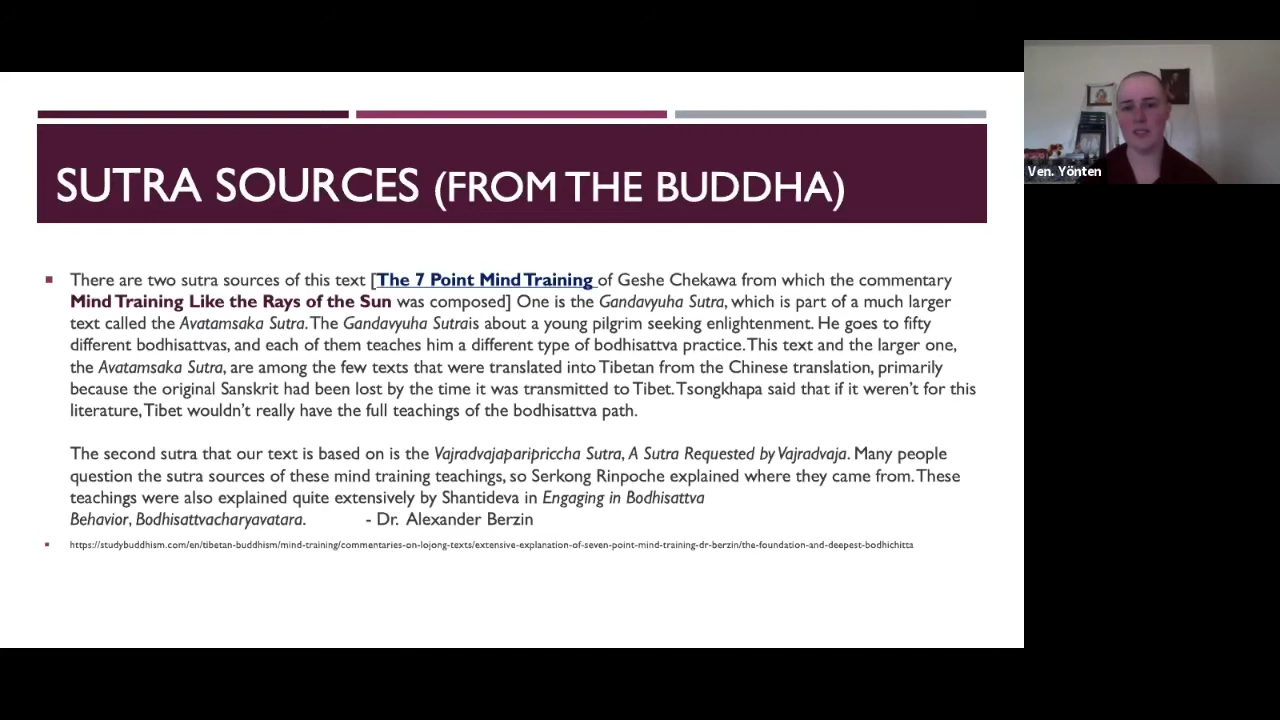 SUTRA SOURCES (FROM THE BUDDHA)
There are two sutra sources of this text [The 7 Point Mind Training of Geshe Chekawa from which the commentary
Mind Training Like the Rays of the Sun was composed] One is the Gandavyuha Sutra, which is part of a much larger
text called the Avatamsaka Sutra. The Gandavyuha Sutrais about a young pilgrim seeking enlightenment. He goes to fifty
different bodhisattvas, and each of them teaches him a different type of bodhisattva practice. This text and the larger one,
the Avatamsaka Sutra, are among the few texts that were translated into Tibetan from the Chinese translation, primarily
because the original Sanskrit had been lost by the time it was transmitted to Tibet. Tsongkhapa said that if it weren't for this
literature, Tibet wouldn't really have the full teachings of the bodhisattva path.
The second sutra that our text is based on is the Vajradvajaparipriccha Sutra, A Sutra Requested by Vajradvaja. Many people
question the sutra sources of these mind training teachings, so Serkong Rinpoche explained where they came from. These
teachings were also explained quite extensively by Shantideva in Engaging in Bodhisattva
Behavior, Bodhisattvacharyavatara. - Dr. Alexander Berzin
https://studybuddhism.com/en/tibetan-buddhism/mind-training/commentaries-on-lojong-texts/extensive-explanation-of-seven-point-mind-training-dr-berzin/the-foundation-and-deepest-bodhichitta
Ven. Yönten